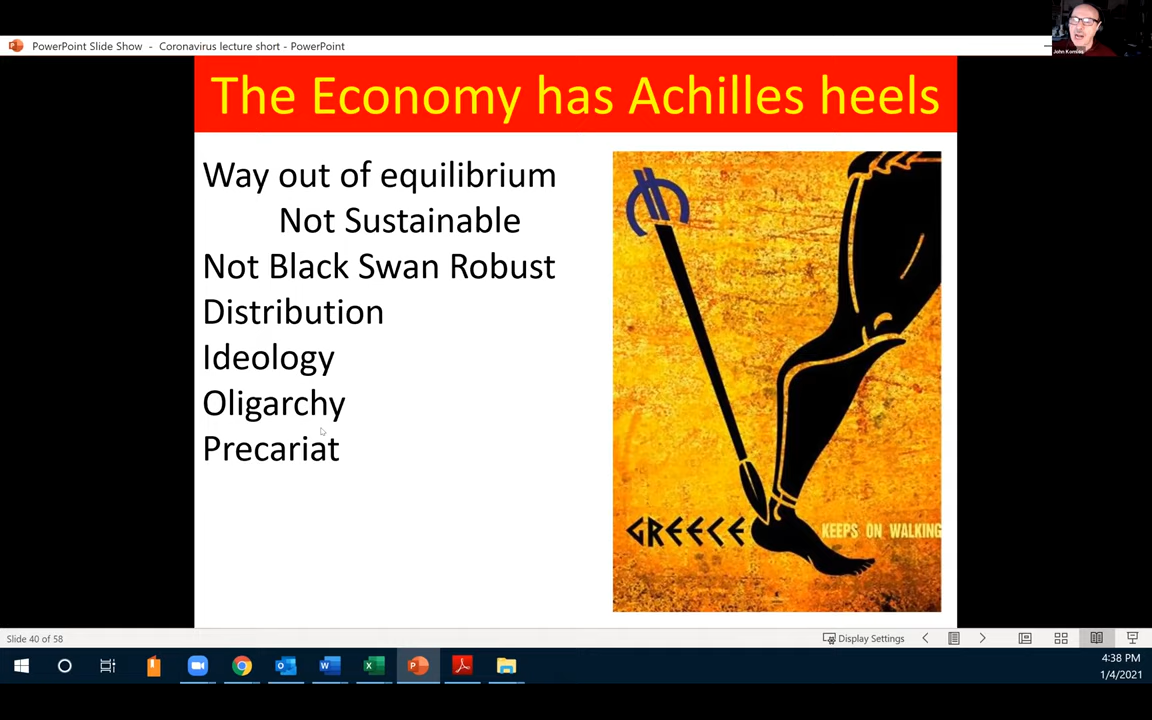 PowerPoint Slide Show - Coronavirus lecture short - PowerPoint
John Komlos
The Economy has Achilles heels
Way out of equilibrium
Not Sustainable
Not Black Swan Robust
Distribution
Ideology
Oligarchy
Precariat
GREECE
KEEPS ON WALKING
Slide 40 of 58
Display Settings
4:38 PM
1/4/2021